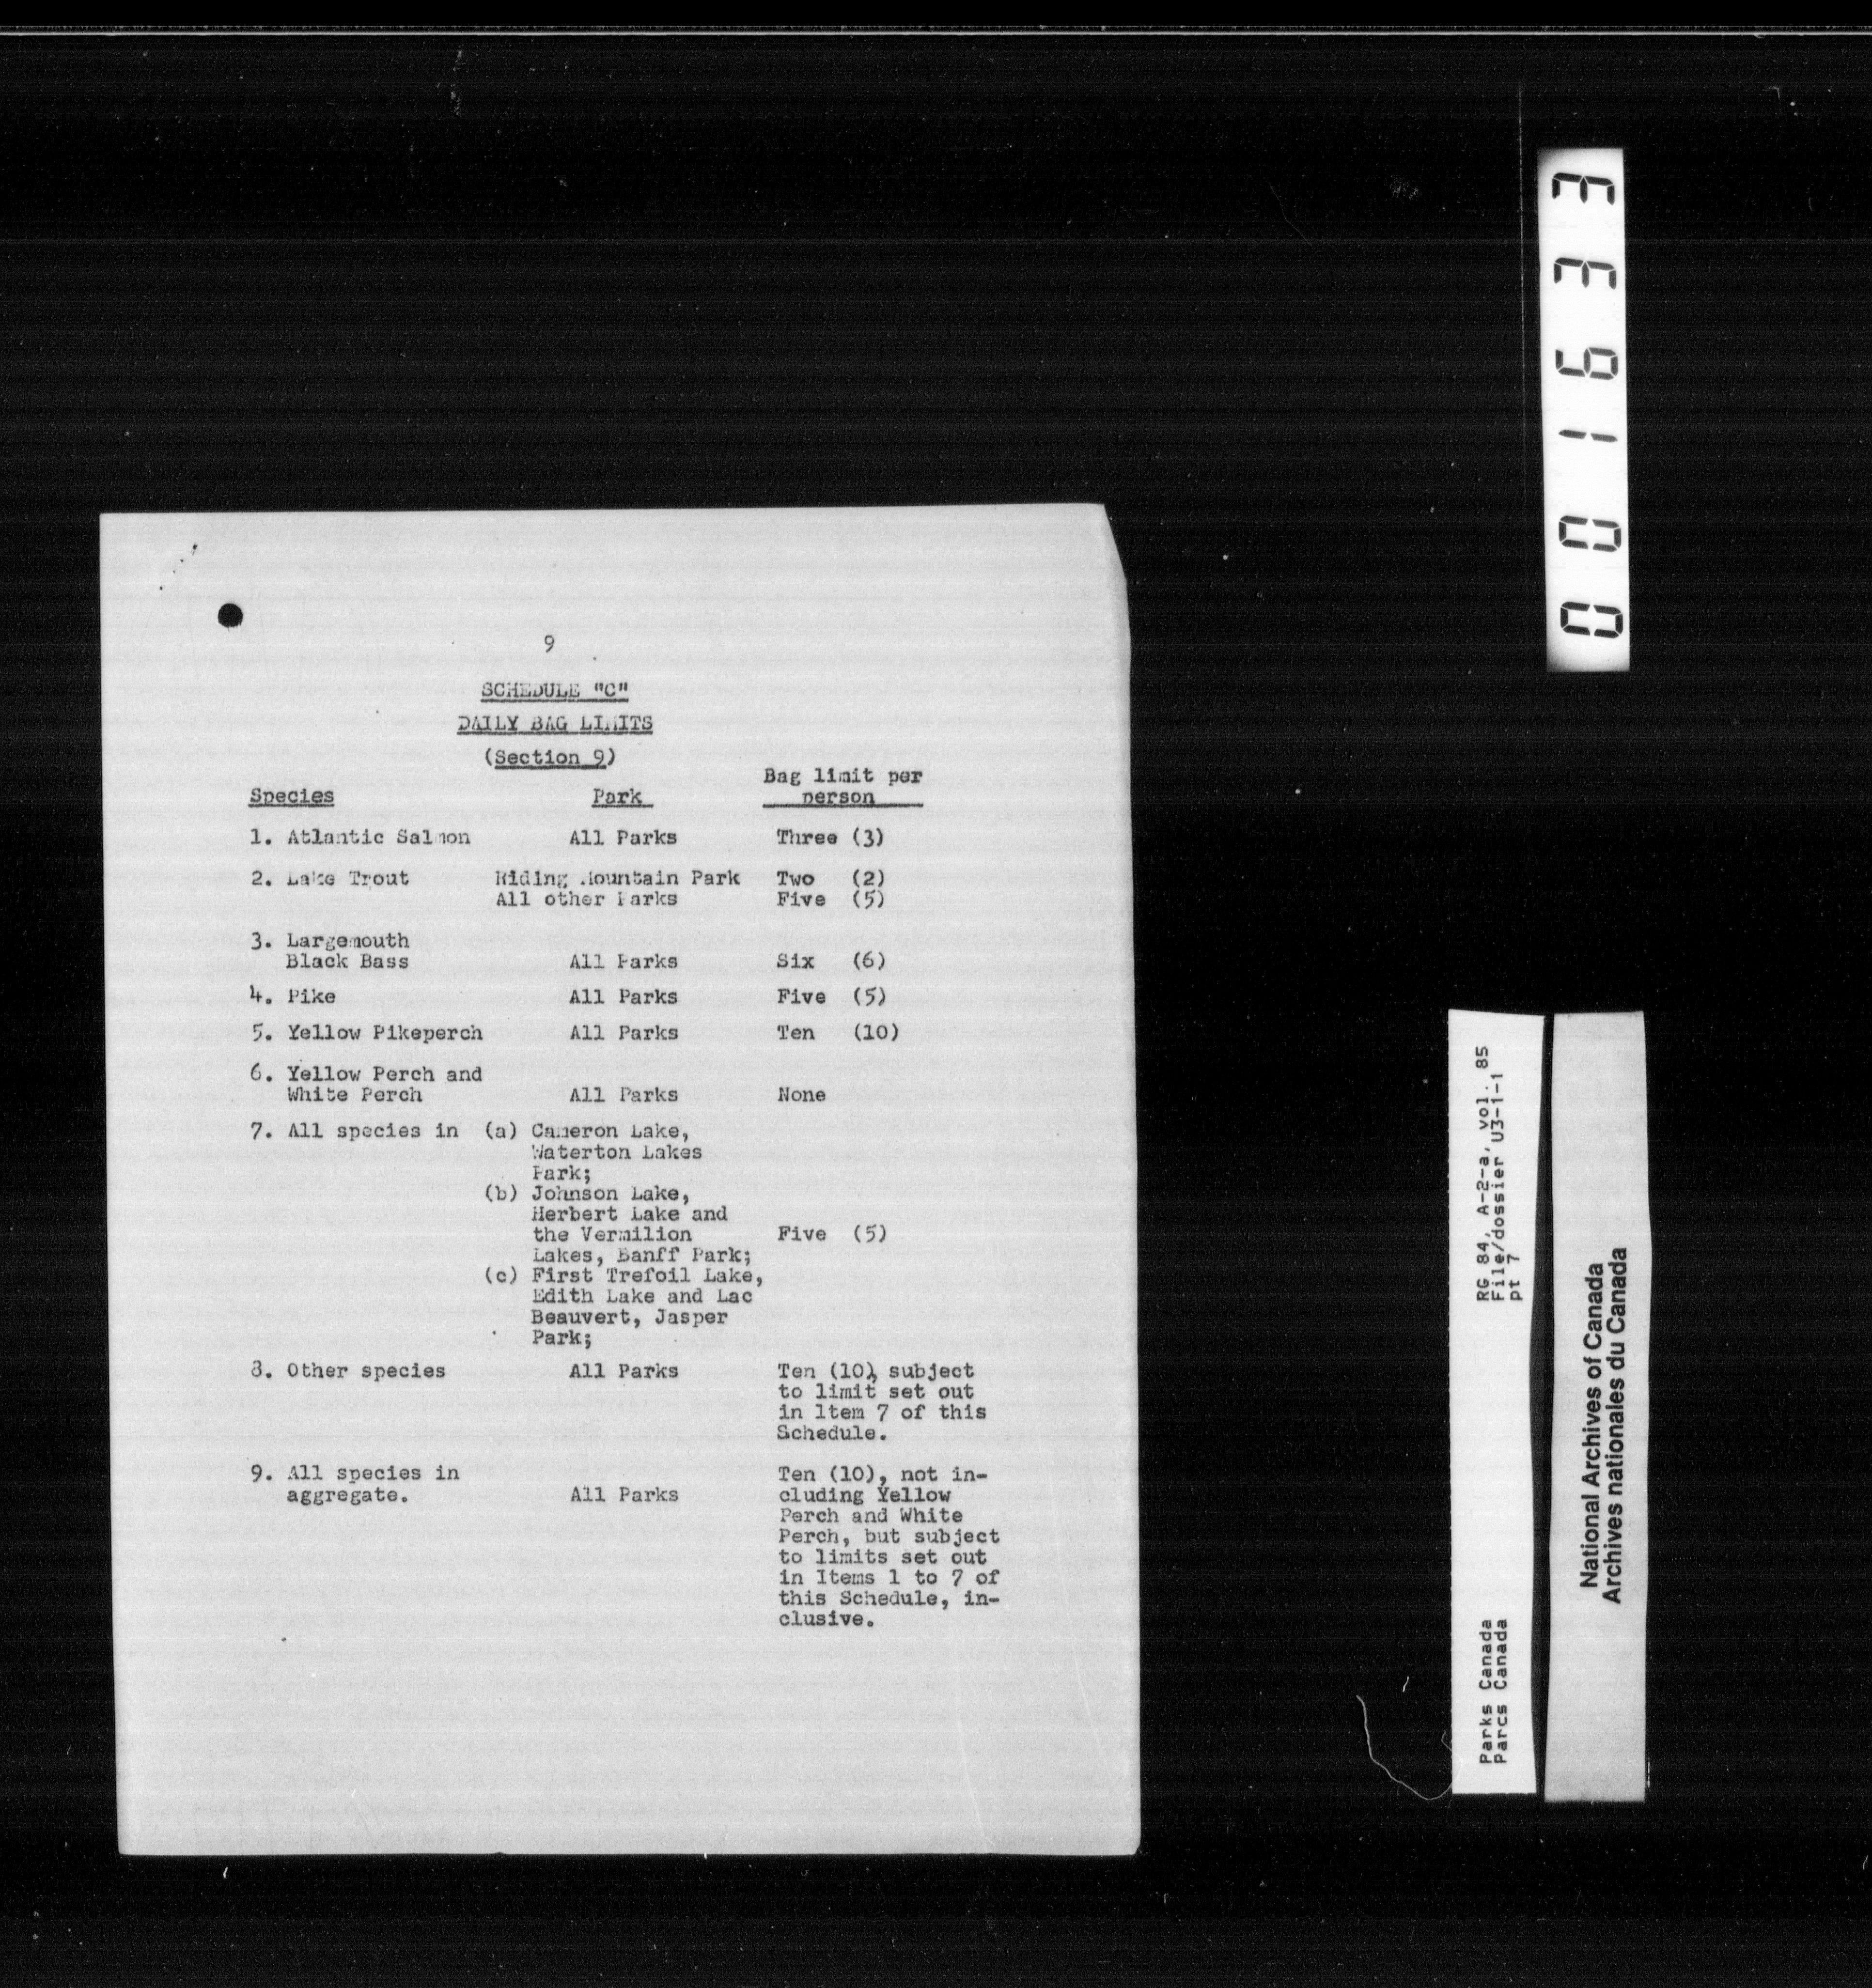 9
SCHEDULE "C"
DAILY BAG LIMITS
(Section 9)
Species Park Bag limit per person
1. Atlantic Salmon All Parks Three (3)
2. Lake Trout Riding Mountain Park Two (2)
All other Parks Five (5)
3. Largemouth
Black Bass All Parks Six (6)
4. Pike All Parks Five (5)
5. Yellow Pikeperch All Parks Ten (10)
6. Yellow Perch and
White Perch All Parks None
7. All species in (a) Cameron Lake,
Waterton Lakes
Park;
(b) Johnson Lake,
Herbert Lake and
the Vermilion Five (5)
Lakes, Banff Park;
(c) First Trefoil Lake,
Edith Lake and Lac
Beauvert, Jasper
Park;
8. Other species All Parks Ten (10), subject
to limit set out
in Item 7 of this
Schedule.
9. All species in Ten (10), not in-
aggregate. All Parks cluding Yellow
Perch and White
Perch, but subject
to limits set out
in Items 1 to 7 of
this Schedule, in-
clusive.
001933
Parks Canada RG 84, A-2-a, vol. 85
Parcs Canada File/dossier U3-1-1
pt 7
National Archives of Canada
Archives nationales du Canada